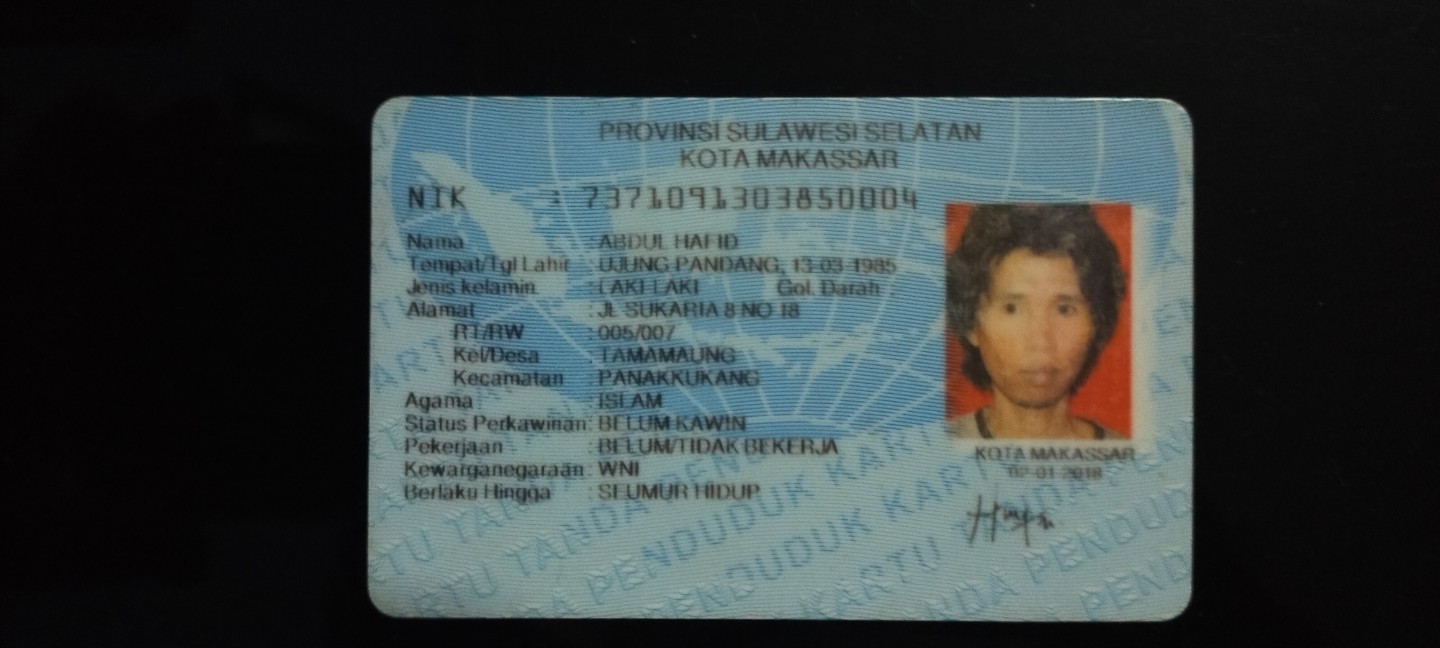 PROVINSI SULAWESI SELATAN
KOTA MAKASSAR
NIK : 7371091303850004
Nama : ABDUL HAFID
Tempat/Tgl Lahir : UJUNG PANDANG, 13-03-1985
Jenis kelamin : LAKI LAKI Gol. Darah
Alamat : JL SUKARIA 8 NO 18
RT/RW : 005/007
Kel/Desa : TAMAMAUNG
Kecamatan : PANAKKUKANG
Agama : ISLAM
Status Perkawinan: BELUM KAWIN
Pekerjaan : BELUM/TIDAK BEKERJA
Kewarganegaraan: WNI
Berlaku Hingga : SEUMUR HIDUP
KOTA MAKASSAR
02-01-2018
KARTU TANDA PENDUDUK KARTU TANDA PENDUDUK